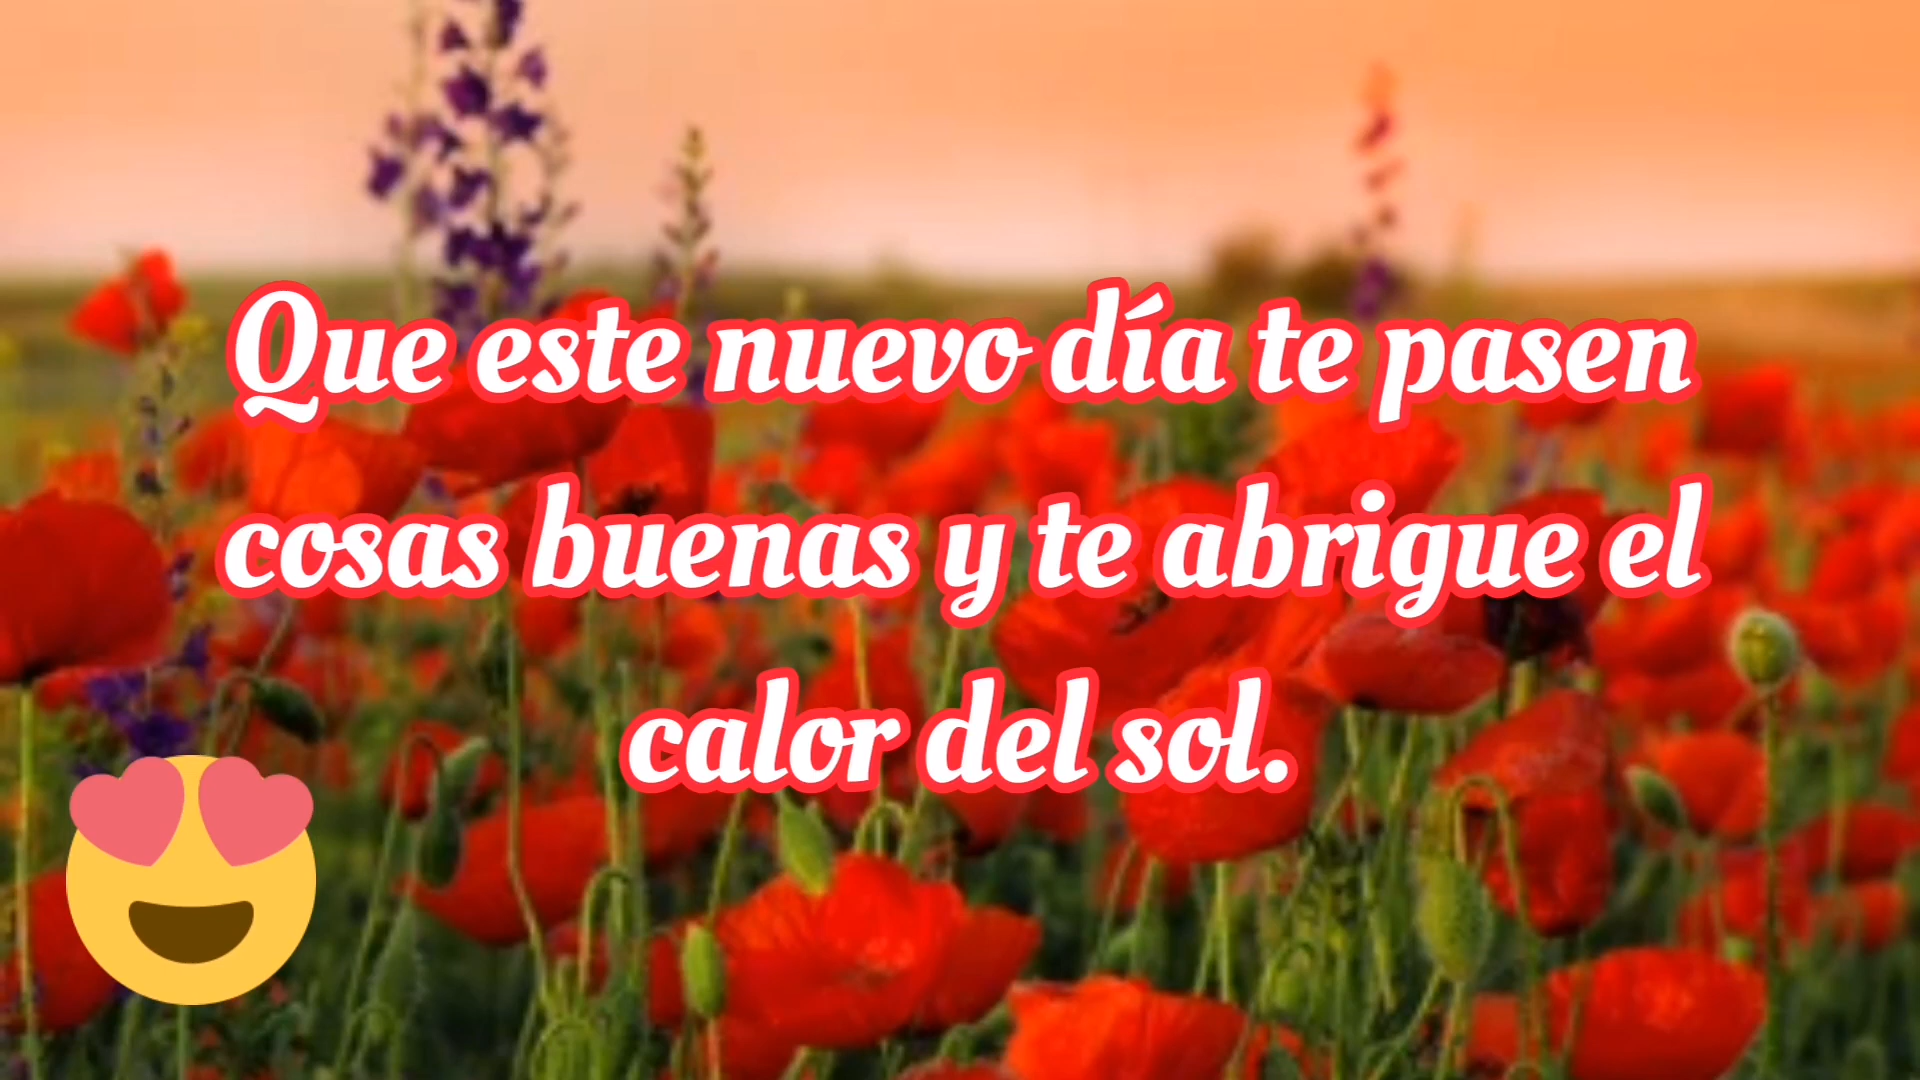 Que este nuevo día te pasen
cosas buenas y te abrigue el
calor del sol.